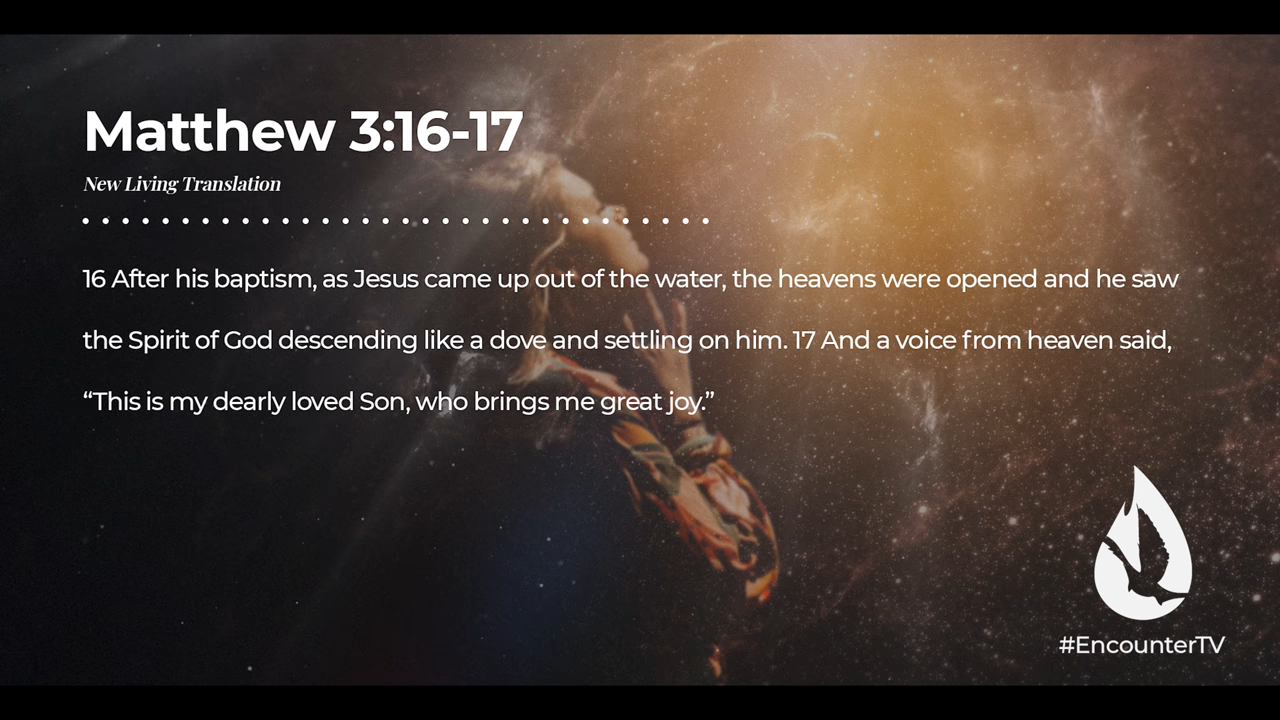 Matthew 3:16-17
New Living Translation
16 After his baptism, as Jesus came up out of the water, the heavens were opened and he saw
the Spirit of God descending like a dove and settling on him. 17 And a voice from heaven said,
“This is my dearly loved Son, who brings me great joy.”
#EncounterTV